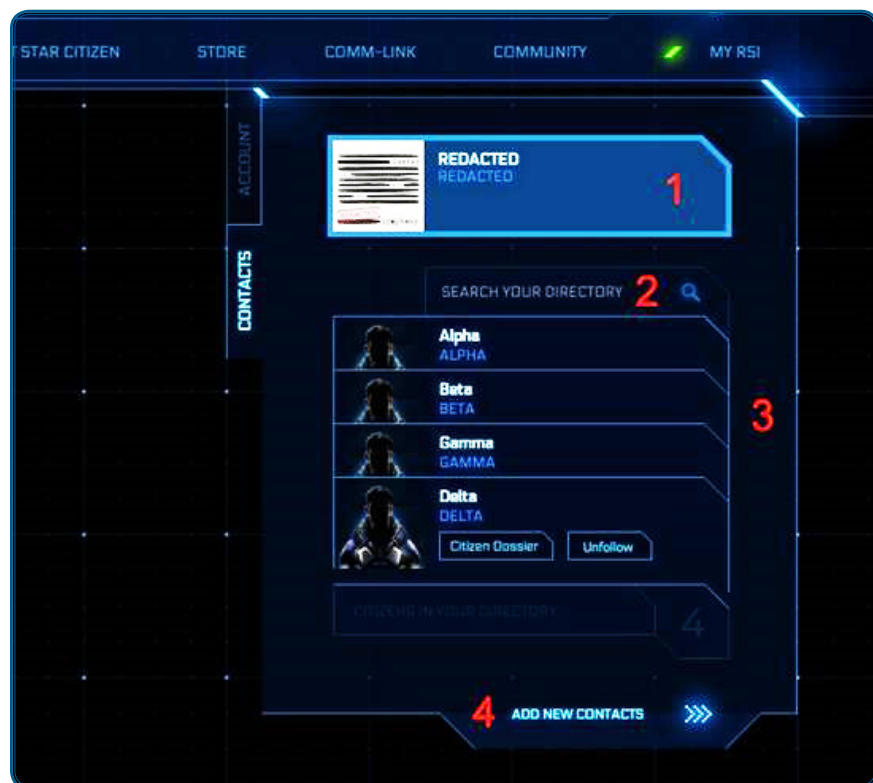 T STAR CITIZEN STORE COMM-LINK COMMUNITY MY RSI
ACCOUNT
CONTACTS
REDACTED
REDACTED
1
SEARCH YOUR DIRECTORY 2
Alpha
ALPHA
Beta
BETA
3
Gamma
GAMMA
Delta
DELTA
Citizen Dossier Unfollow
CITIZENS IN YOUR DIRECTORY 4
4 ADD NEW CONTACTS